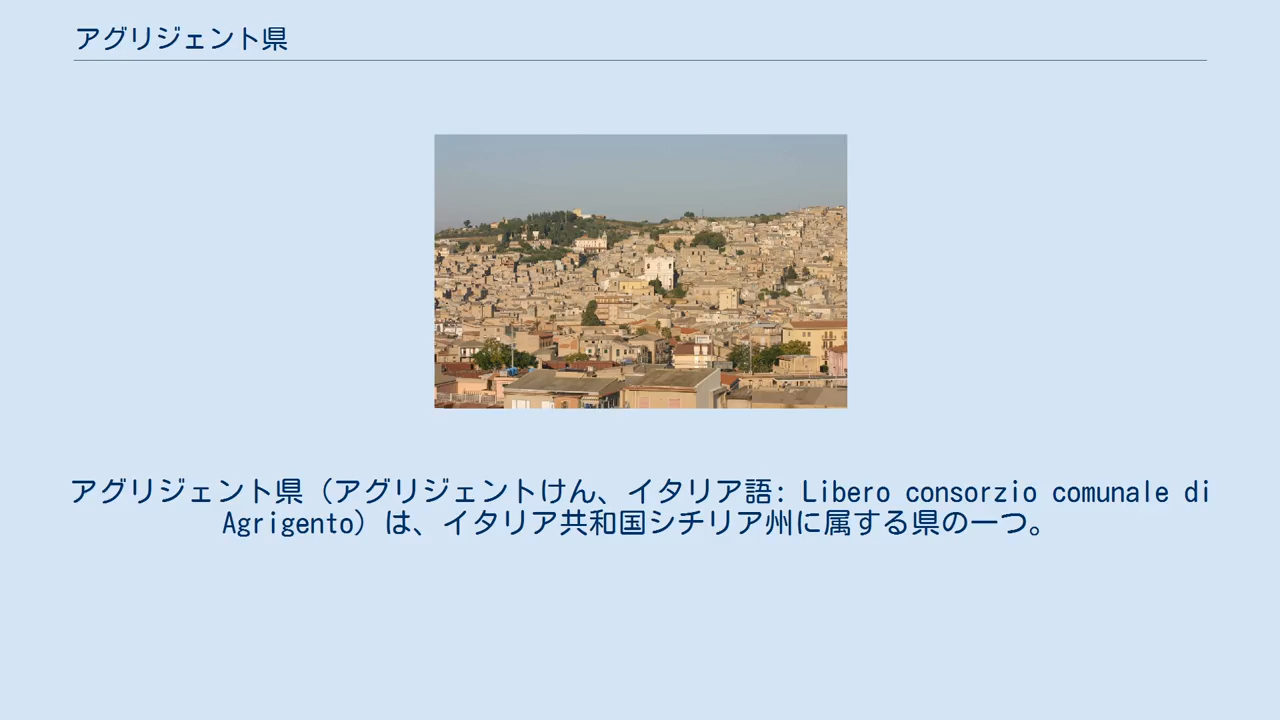 アグリジェント県
アグリジェント県（アグリジェントけん、イタリア語: Libero consorzio comunale di
Agrigento）は、イタリア共和国シチリア州に属する県の一つ。